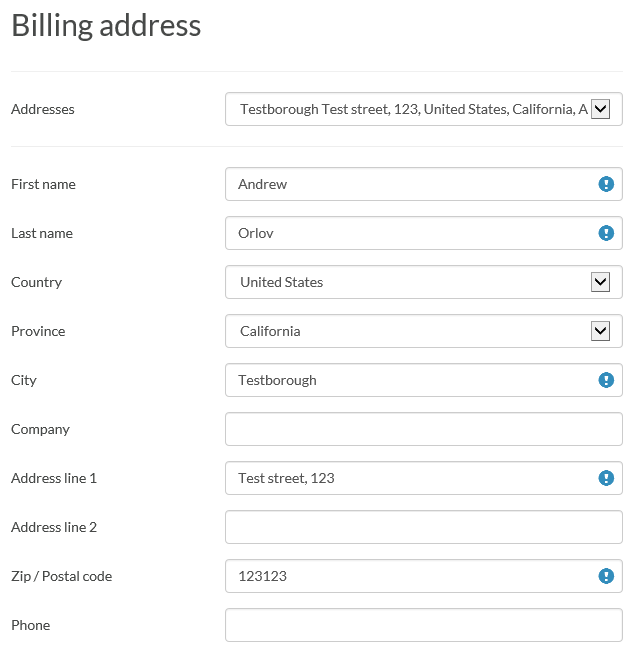 Billing address
Addresses Testborough Test street, 123, United States, California, A
First name Andrew
Last name Orlov
Country United States
Province California
City Testborough
Company
Address line 1 Test street, 123
Address line 2
Zip / Postal code 123123
Phone